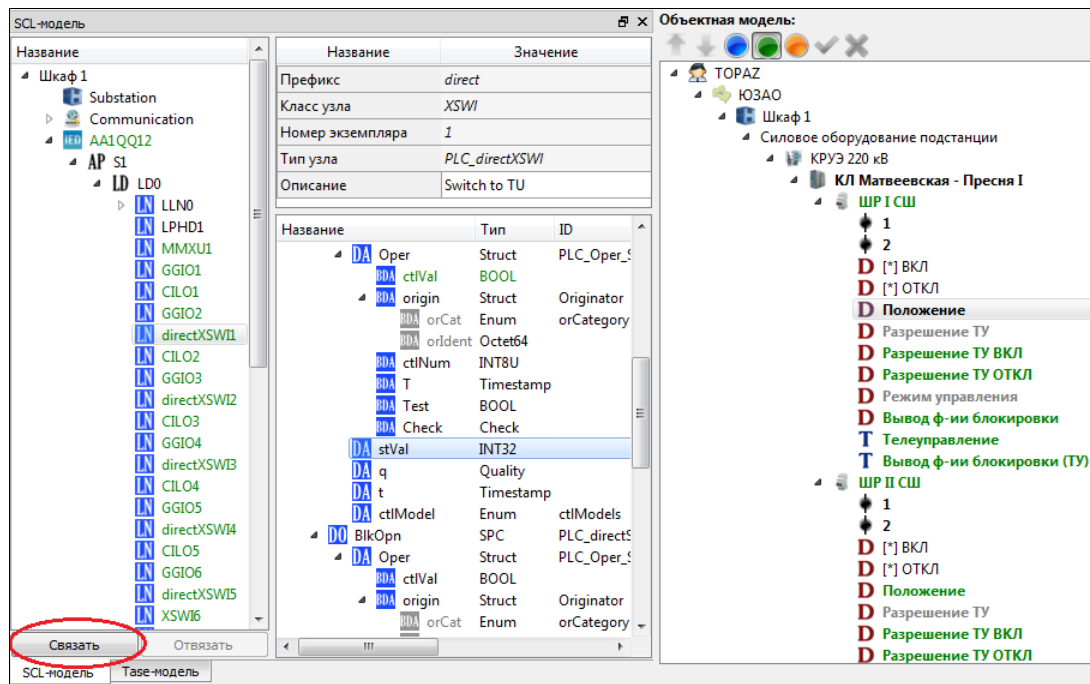 SCL-модель
Название
Шкаф 1
Substation
Communication
IED AA1QQ12
AP S1
LD LD0
LN LLN0
LN LPHD1
LN MMXU1
LN GGIO1
LN CILO1
LN GGIO2
LN directXSWI1
LN CILO2
LN GGIO3
LN directXSWI2
LN CILO3
LN GGIO4
LN directXSWI3
LN CILO4
LN GGIO5
LN directXSWI4
LN CILO5
LN GGIO6
LN directXSWI5
LN XSWI6
Связать Отвязать
SCL-модель Tase-модель
Название Значение
Префикс direct
Класс узла XSWI
Номер экземпляра 1
Тип узла PLC_directXSWI
Описание Switch to TU
Название Тип ID
DA Oper Struct PLC_Oper_S
BDA ctlVal BOOL
BDA origin Struct Originator
BDA orCat Enum orCategory
BDA orIdent Octet64
BDA ctlNum INT8U
BDA T Timestamp
BDA Test BOOL
BDA Check Check
DA stVal INT32
DA q Quality
DA t Timestamp
DA ctlModel Enum ctlModels
DO BlkOpn SPC PLC_directS
DA Oper Struct PLC_Oper_S
BDA ctlVal BOOL
BDA origin Struct Originator
BDA orCat Enum orCategory
Объектная модель:
TOPAZ
ЮЗАО
Шкаф 1
Силовое оборудование подстанции
КРУЭ 220 кВ
КЛ Матвеевская - Пресня I
ШР I СШ
1
2
D [*] ВКЛ
D [*] ОТКЛ
D Положение
D Разрешение ТУ
D Разрешение ТУ ВКЛ
D Разрешение ТУ ОТКЛ
D Режим управления
D Вывод ф-ии блокировки
T Телеуправление
T Вывод ф-ии блокировки (ТУ)
ШР II СШ
1
2
D [*] ВКЛ
D [*] ОТКЛ
D Положение
D Разрешение ТУ
D Разрешение ТУ ВКЛ
D Разрешение ТУ ОТКЛ